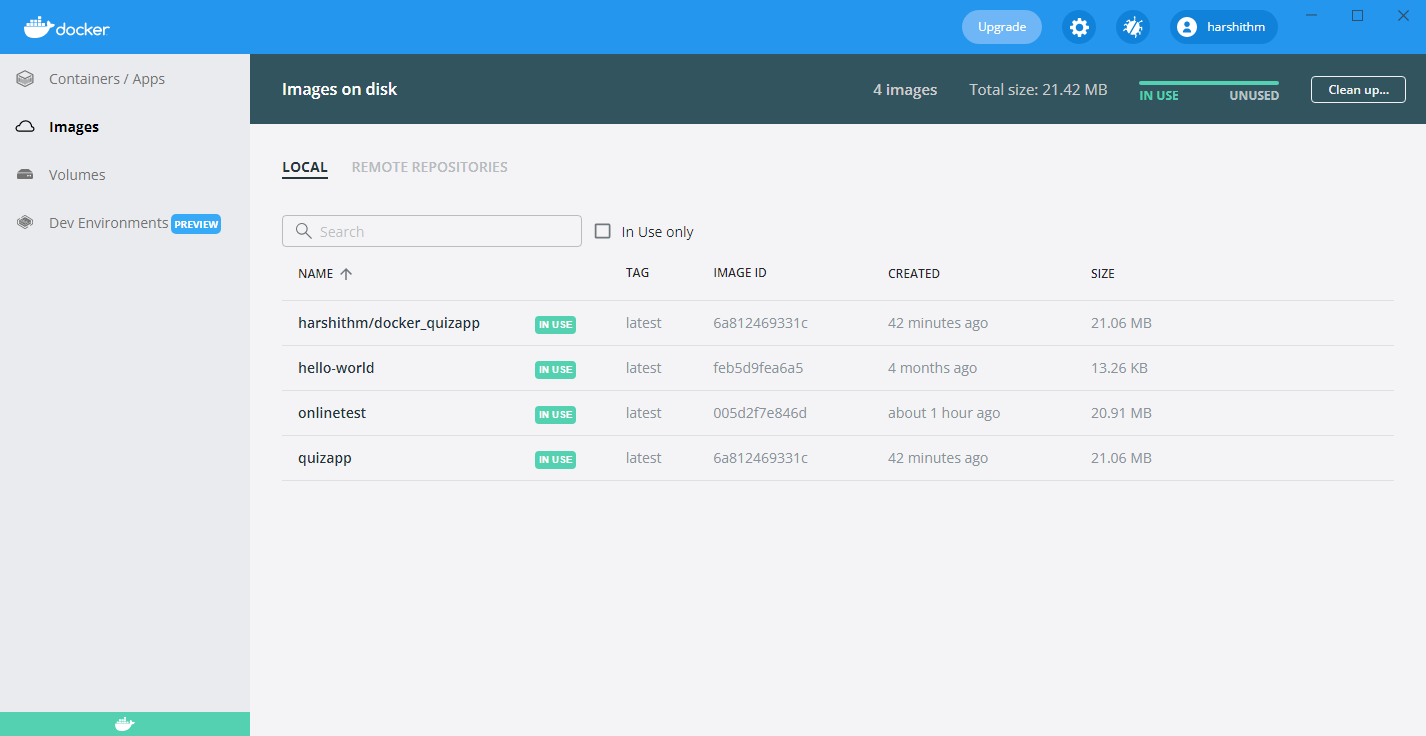 docker
Upgrade
harshithm
Containers / Apps
Images
Volumes
Dev Environments PREVIEW
Images on disk
4 images
Total size: 21.42 MB
IN USE UNUSED
Clean up...
LOCAL REMOTE REPOSITORIES
Search
In Use only
NAME TAG IMAGE ID CREATED SIZE
harshithm/docker_quizapp IN USE latest 6a812469331c 42 minutes ago 21.06 MB
hello-world IN USE latest feb5d9fea6a5 4 months ago 13.26 KB
onlinetest IN USE latest 005d2f7e846d about 1 hour ago 20.91 MB
quizapp IN USE latest 6a812469331c 42 minutes ago 21.06 MB